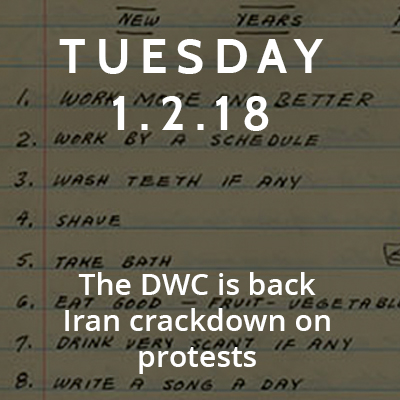 NEW YEARS
TUESDAY
1. WORK MORE AND BETTER
1.2.18
2. WORK BY A SCHEDULE
3. WASH TEETH IF ANY
4. SHAVE
5. TAKE BATH
The DWC is back
6. EAT GOOD — FRUIT - VEGETABL
Iran crackdown on
7. DRINK VERY SCANT IF ANY
protests
8. WRITE A SONG A DAY